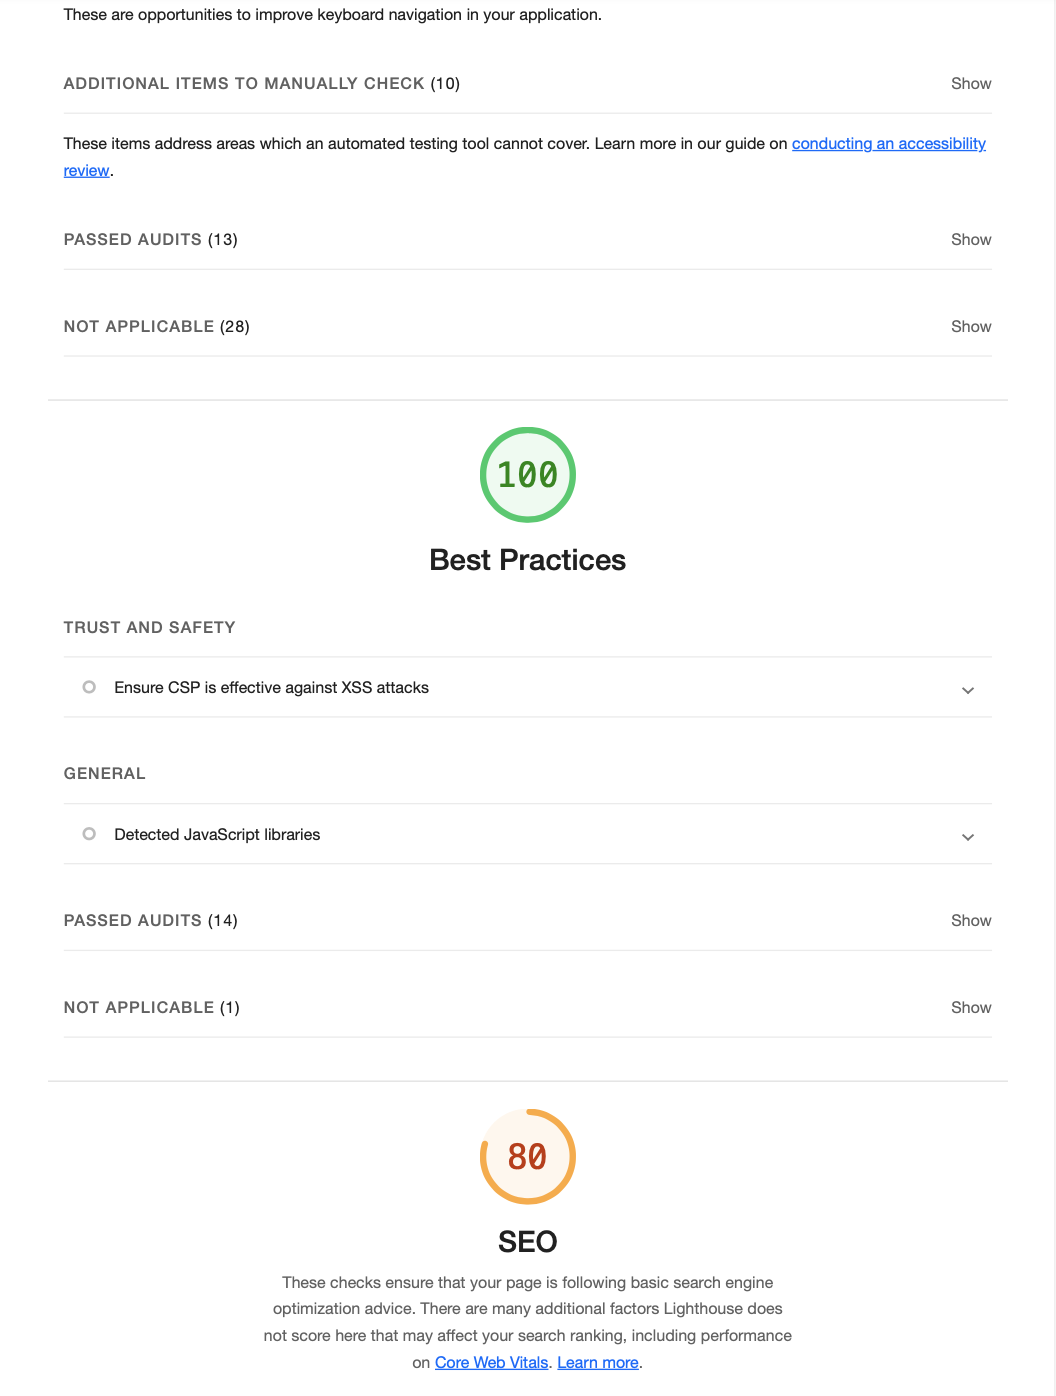 These are opportunities to improve keyboard navigation in your application.
ADDITIONAL ITEMS TO MANUALLY CHECK (10) Show
These items address areas which an automated testing tool cannot cover. Learn more in our guide on conducting an accessibility
review.
PASSED AUDITS (13) Show
NOT APPLICABLE (28) Show
100
Best Practices
TRUST AND SAFETY
Ensure CSP is effective against XSS attacks
GENERAL
Detected JavaScript libraries
PASSED AUDITS (14) Show
NOT APPLICABLE (1) Show
80
SEO
These checks ensure that your page is following basic search engine
optimization advice. There are many additional factors Lighthouse does
not score here that may affect your search ranking, including performance
on Core Web Vitals. Learn more.